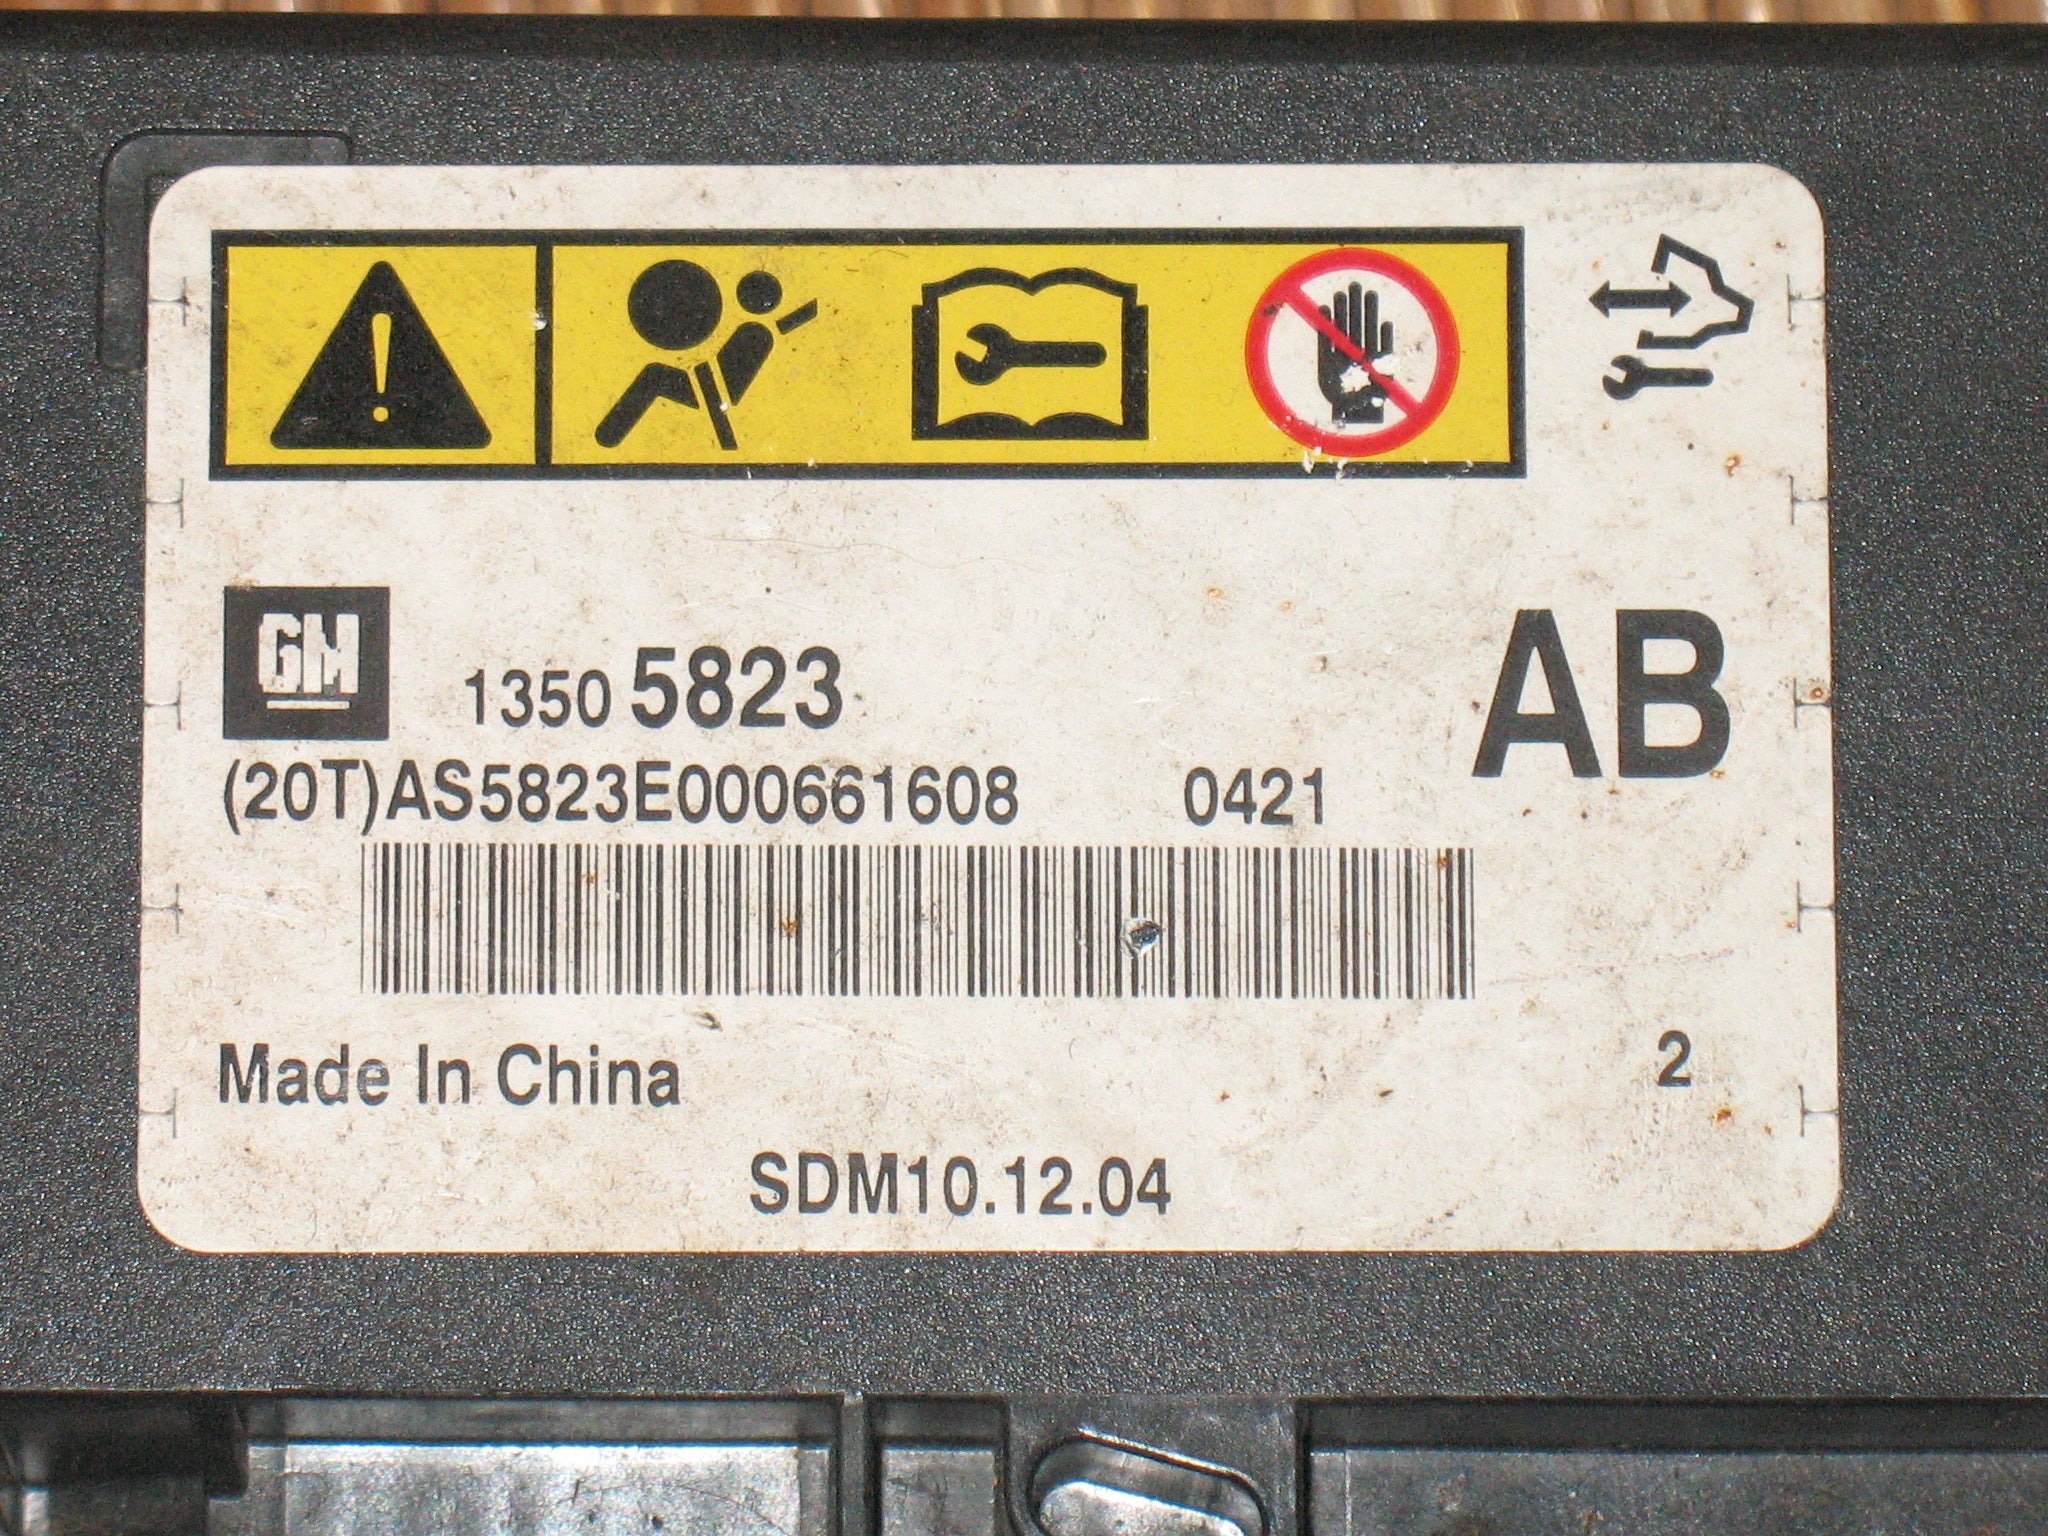 GM 1350 5823 AB
(20T)AS5823E000661608 0421
Made In China 2
SDM10.12.04